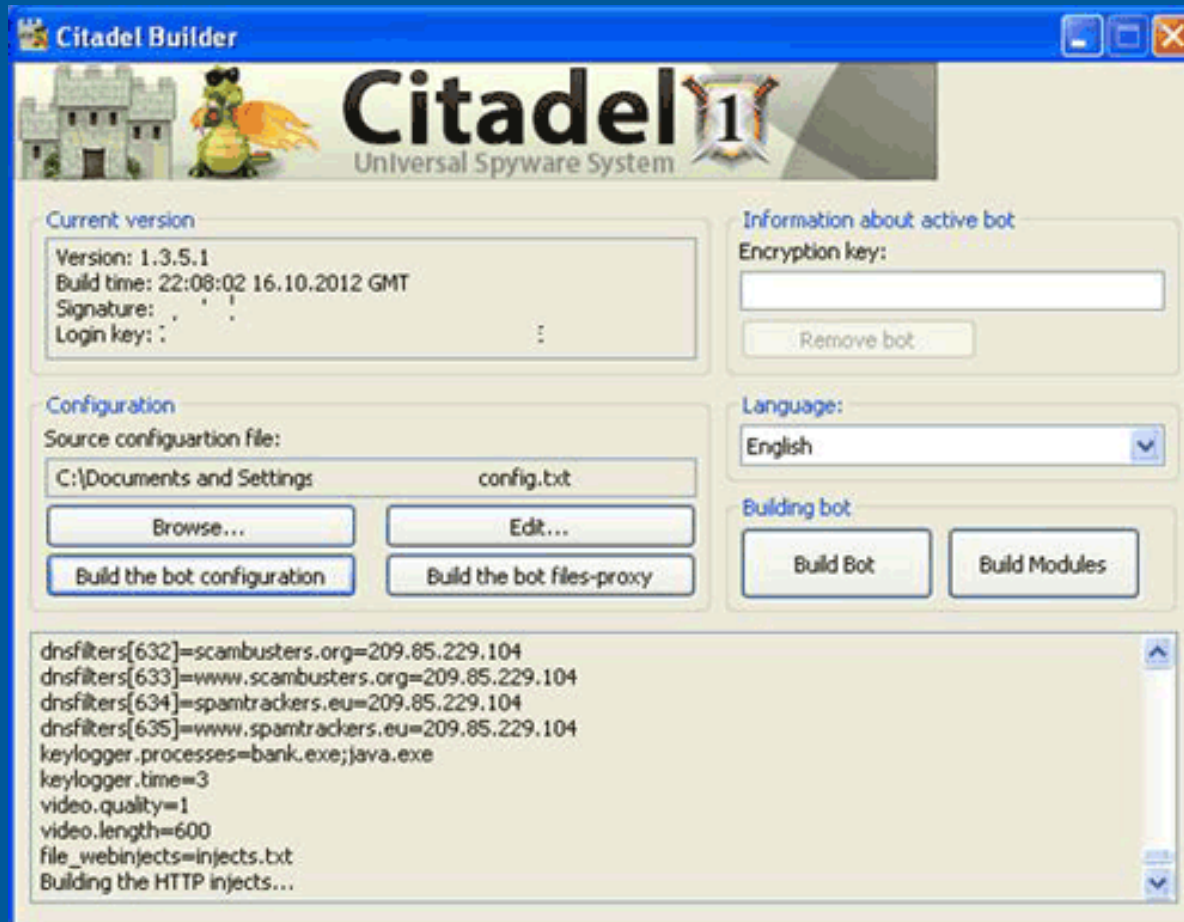 Citadel Builder
Citadel 1
Universal Spyware System
Current version
Version: 1.3.5.1
Build time: 22:08:02 16.10.2012 GMT
Signature:
Login key:
Information about active bot
Encryption key:
Remove bot
Configuration
Source configuartion file:
C:\Documents and Settings config.txt
Browse... Edit...
Build the bot configuration Build the bot files-proxy
Language:
English
Building bot
Build Bot Build Modules
dnsfilters[632]=scambusters.org=209.85.229.104
dnsfilters[633]=www.scambusters.org=209.85.229.104
dnsfilters[634]=spamtrackers.eu=209.85.229.104
dnsfilters[635]=www.spamtrackers.eu=209.85.229.104
keylogger.processes=bank.exe;java.exe
keylogger.time=3
video.quality=1
video.length=600
file_webinjects=injects.txt
Building the HTTP injects...